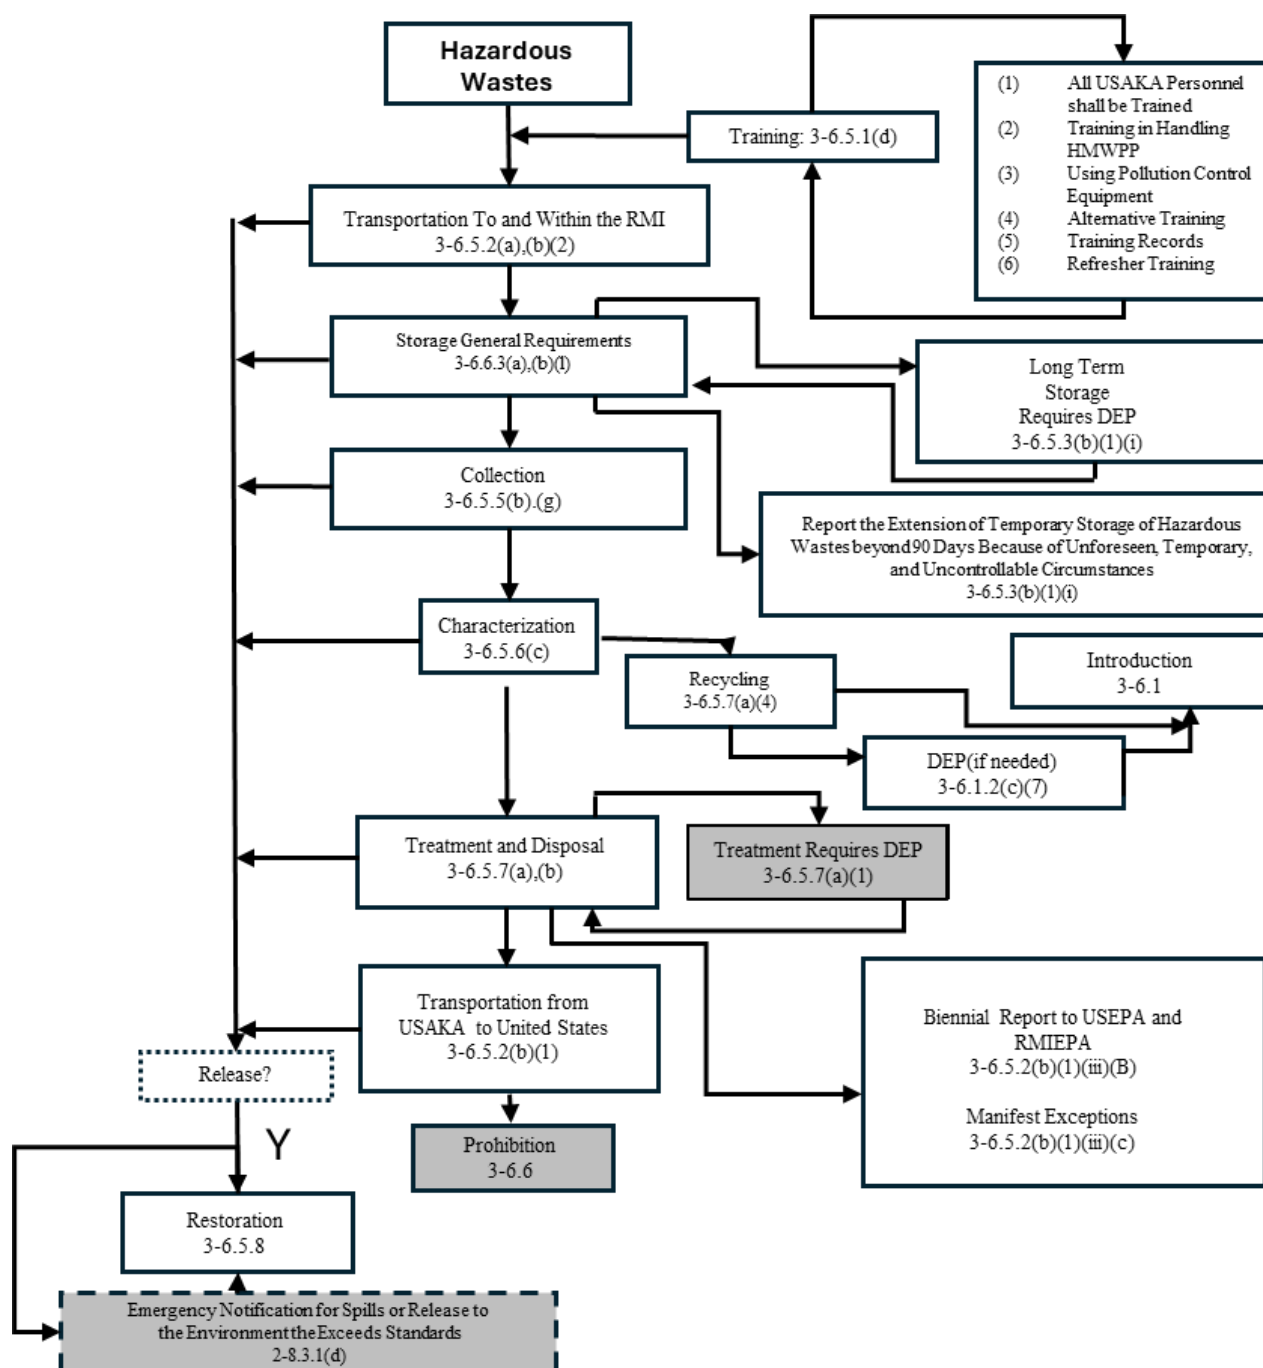 Hazardous
Wastes
Training: 3-6.5.1(d)
(1) All USAKA Personnel
shall be Trained
(2) Training in Handling
HMWPP
(3) Using Pollution Control
Equipment
(4) Alternative Training
(5) Training Records
(6) Refresher Training
Transportation To and Within the RMI
3-6.5.2(a),(b)(2)
Storage General Requirements
3-6.6.3(a),(b)(l)
Long Term
Storage
Requires DEP
3-6.5.3(b)(1)(i)
Collection
3-6.5.5(b).(g)
Report the Extension of Temporary Storage of Hazardous
Wastes beyond 90 Days Because of Unforeseen, Temporary,
and Uncontrollable Circumstances
3-6.5.3(b)(1)(i)
Characterization
3-6.5.6(c)
Recycling
3-6.5.7(a)(4)
Introduction
3-6.1
DEP(if needed)
3-6.1.2(c)(7)
Treatment and Disposal
3-6.5.7(a),(b)
Treatment Requires DEP
3-6.5.7(a)(1)
Transportation from
USAKA to United States
3-6.5.2(b)(1)
Biennial Report to USEPA and
RMIEPA
3-6.5.2(b)(1)(iii)(B)
Manifest Exceptions
3-6.5.2(b)(1)(iii)(c)
Release?
Y
Prohibition
3-6.6
Restoration
3-6.5.8
Emergency Notification for Spills or Release to
the Environment the Exceeds Standards
2-8.3.1(d)